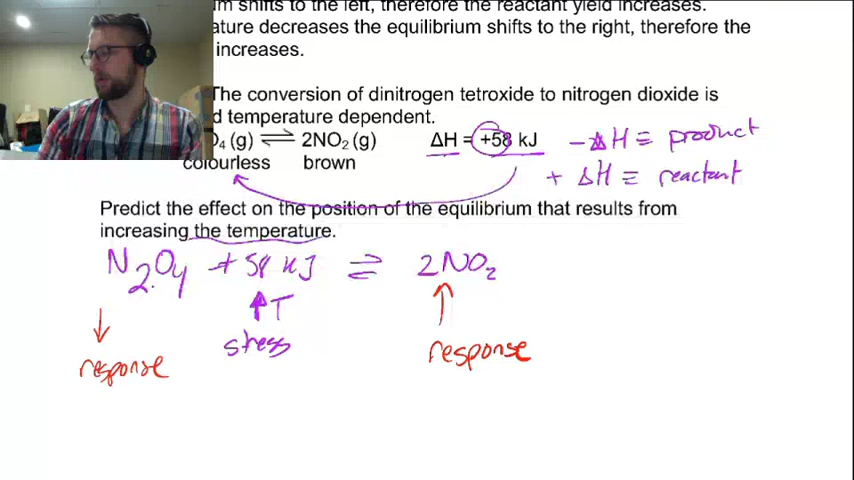 m shifts to the left, therefore the reactant yield increases.
ature decreases the equilibrium shifts to the right, therefore the
increases.
The conversion of dinitrogen tetroxide to nitrogen dioxide is
d temperature dependent.
O₄ (g) ⇌ 2NO₂ (g) ΔH = +58 kJ
colourless brown
- ΔH ≡ product
+ ΔH ≡ reactant
Predict the effect on the position of the equilibrium that results from
increasing the temperature.
N₂O₄ + 58 kJ ⇌ 2NO₂
↑T
stress
↓ ↑
response response